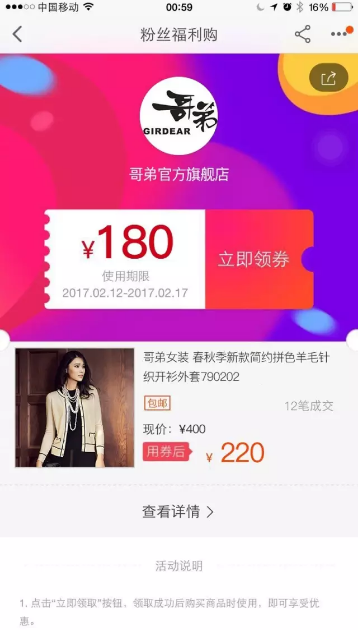 中国移动 00:59 16%
粉丝福利购
哥弟
GIRDEAR
哥弟官方旗舰店
¥180
使用期限
2017.02.12-2017.02.17
立即领券
哥弟女装 春秋季新款简约拼色羊毛针
织开衫外套790202
包邮
12笔成交
现价：¥400
用券后 ¥ 220
查看详情
活动说明
1. 点击“立即领取”按钮、领取成功后购买商品时使用，即可享受优
惠。